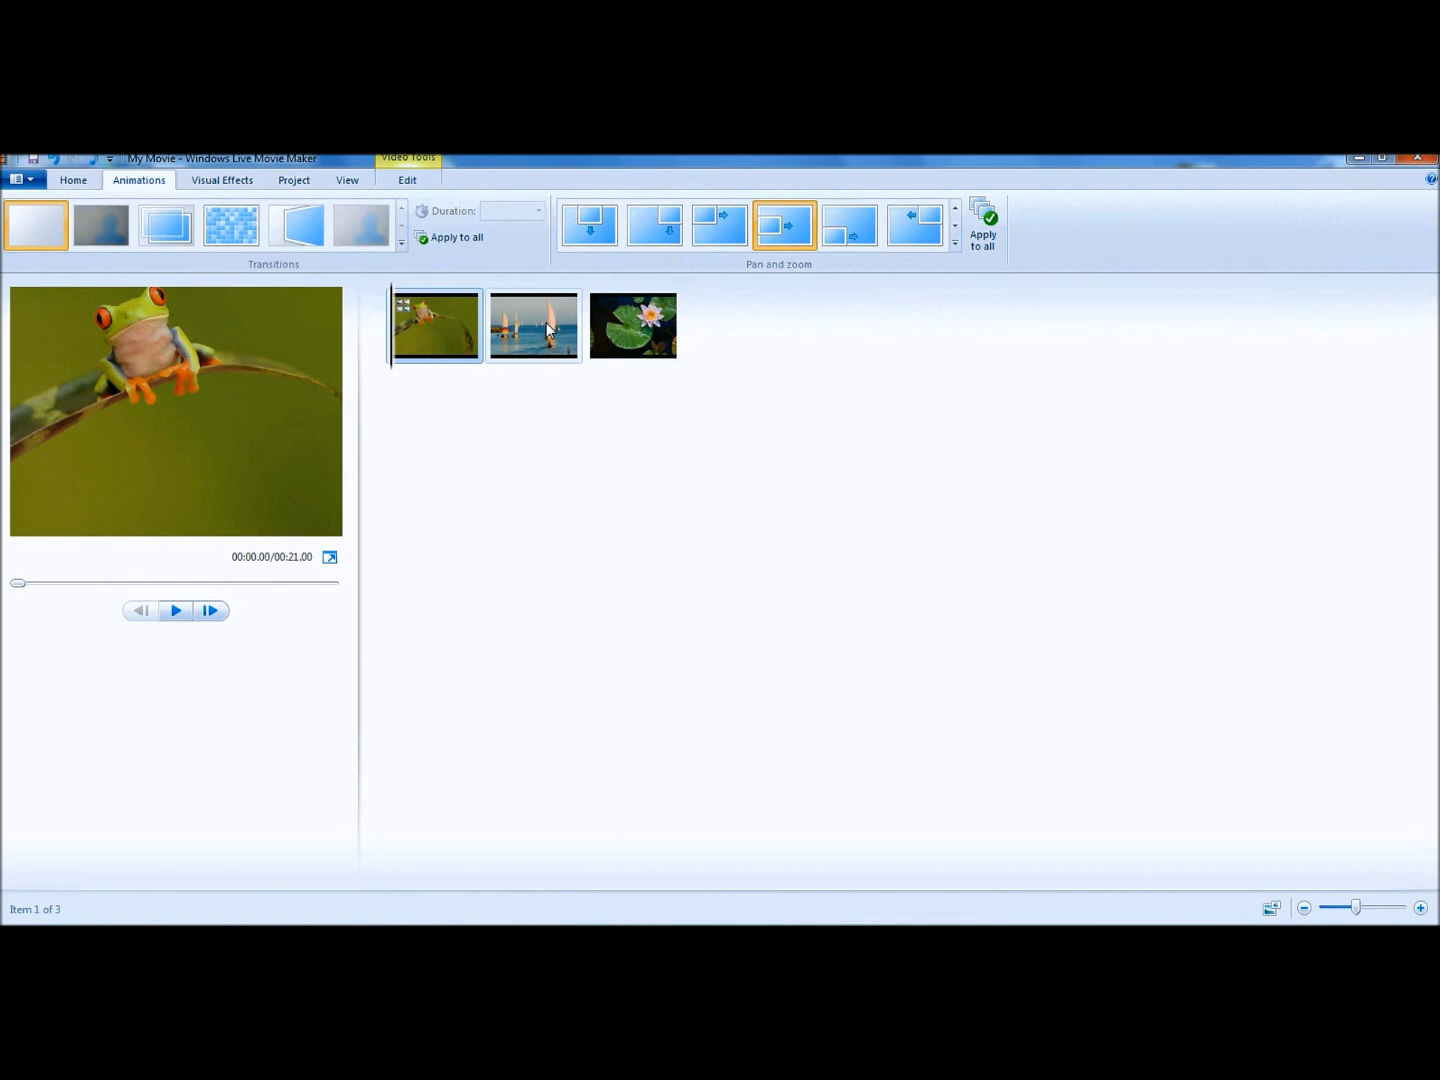 My Movie - Windows Live Movie Maker
Video Tools
Home
Animations
Visual Effects
Project
View
Edit
Duration:
Apply to all
Transitions
Pan and zoom
Apply
to all
00:00.00/00:21.00
Item 1 of 3